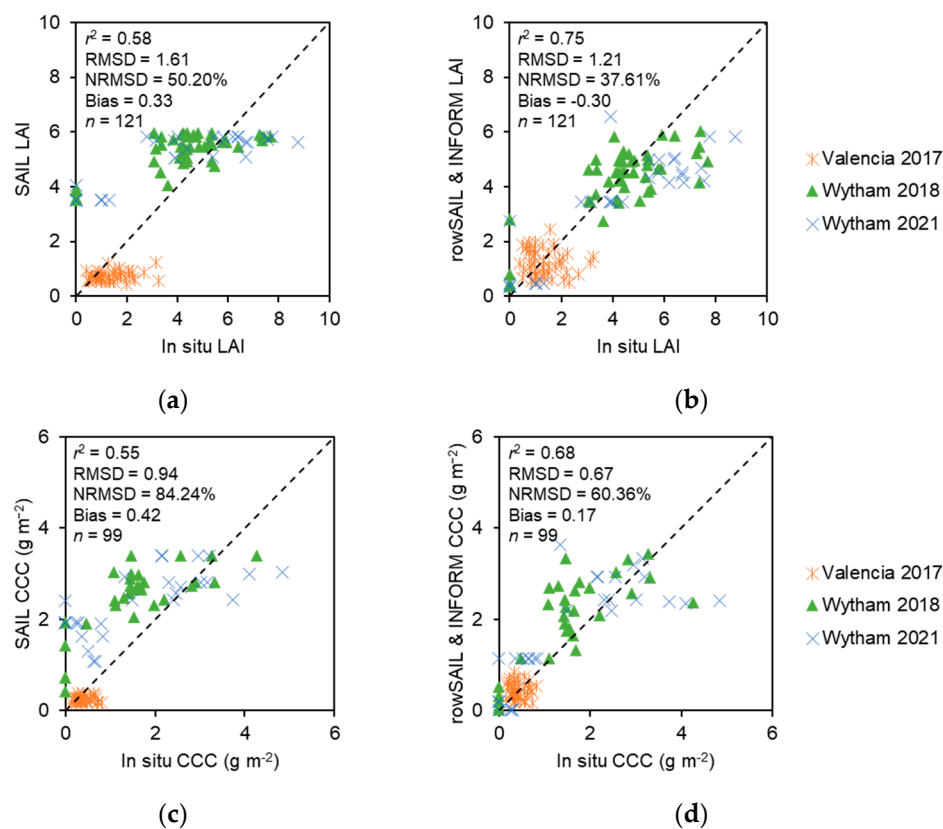 10
8
6
4
2
0
SAIL LAI
r² = 0.58
RMSD = 1.61
NRMSD = 50.20%
Bias = 0.33
n = 121
0 2 4 6 8 10
In situ LAI
(a)
10
8
6
4
2
0
rowSAIL & INFORM LAI
r² = 0.75
RMSD = 1.21
NRMSD = 37.61%
Bias = -0.30
n = 121
0 2 4 6 8 10
In situ LAI
(b)
Valencia 2017
Wytham 2018
Wytham 2021
6
4
2
0
SAIL CCC (g m⁻²)
r² = 0.55
RMSD = 0.94
NRMSD = 84.24%
Bias = 0.42
n = 99
0 2 4 6
In situ CCC (g m⁻²)
(c)
6
4
2
0
rowSAIL & INFORM CCC (g m⁻²)
r² = 0.68
RMSD = 0.67
NRMSD = 60.36%
Bias = 0.17
n = 99
0 2 4 6
In situ CCC (g m⁻²)
(d)
Valencia 2017
Wytham 2018
Wytham 2021